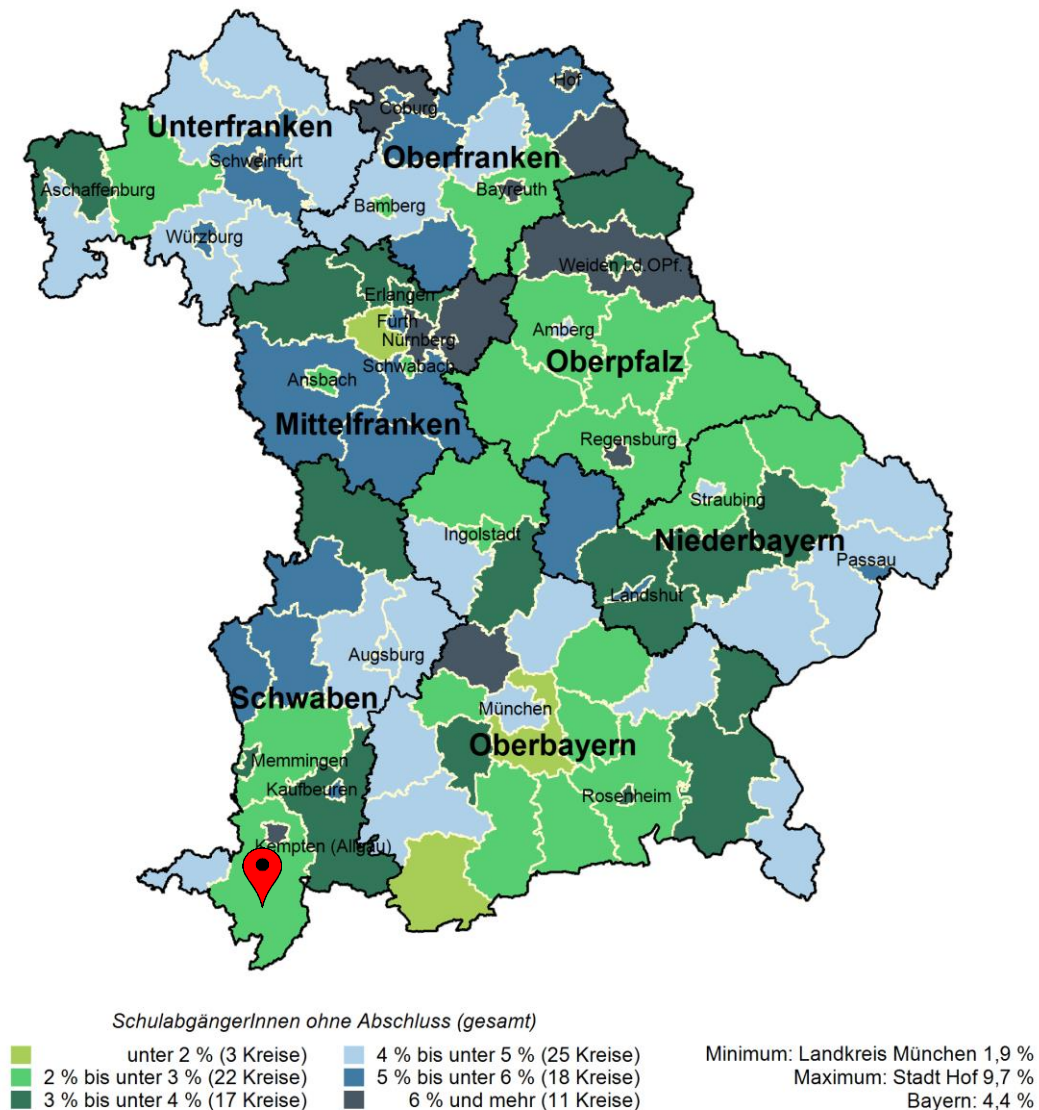 Hof
Coburg
Unterfranken
Oberfranken
Schweinfurt
Aschaffenburg
Bayreuth
Bamberg
Würzburg
Weiden i.d.OPf.
Erlangen
Fürth
Nürnberg
Amberg
Schwabach
Oberpfalz
Ansbach
Mittelfranken
Regensburg
Straubing
Ingolstadt
Niederbayern
Passau
Landshut
Augsburg
Schwaben
München
Oberbayern
Memmingen
Kaufbeuren
Rosenheim
Kempten (Allgäu)
SchulabgängerInnen ohne Abschluss (gesamt)
unter 2 % (3 Kreise)
2 % bis unter 3 % (22 Kreise)
3 % bis unter 4 % (17 Kreise)
4 % bis unter 5 % (25 Kreise)
5 % bis unter 6 % (18 Kreise)
6 % und mehr (11 Kreise)
Minimum: Landkreis München 1,9 %
Maximum: Stadt Hof 9,7 %
Bayern: 4,4 %